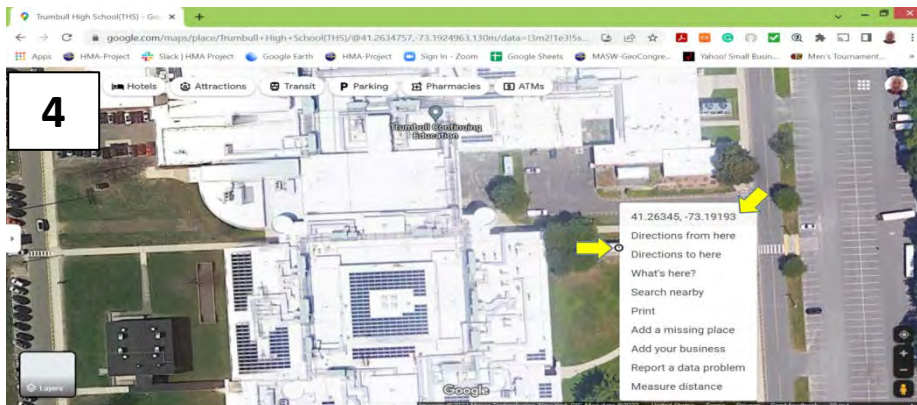 Trumbull High School(THS) - Go
google.com/maps/place/Trumbull+High+School(THS)/@41.2634757,-73.1924963,130m/data=!3m2!1e3!5s...
Apps HMA-Project Slack | HMA Project Google Earth HMA-Project Sign In - Zoom Google Sheets MASW-GeoCongre... Yahoo! Small Busin... Men's Tournament...
4
Hotels Attractions Transit P Parking Pharmacies ATMs
Trumbull Continuing
Education
41.26345, -73.19193
Directions from here
Directions to here
What's here?
Search nearby
Print
Add a missing place
Add your business
Report a data problem
Measure distance
Layers
Google